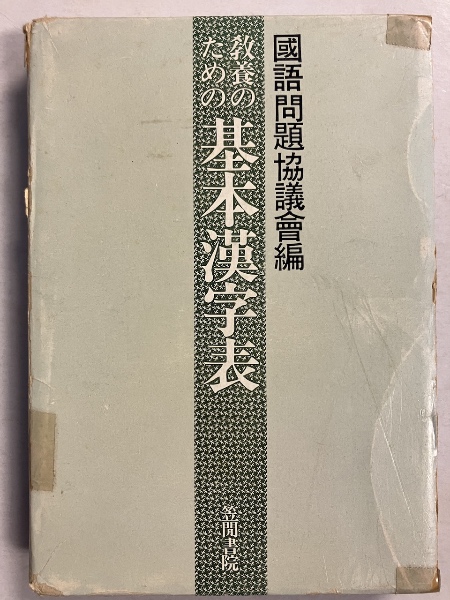 國語問題協議會編
教養の
ための
基本漢字表
笠間書院